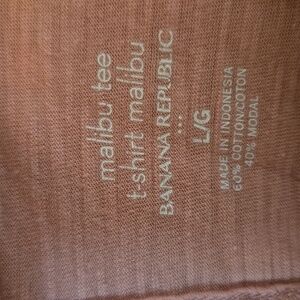 malibu tee
t-shirt malibu
BANANA REPUBLIC
L/G
MADE IN INDONESIA
60% COTTON/COTON
40% MODAL